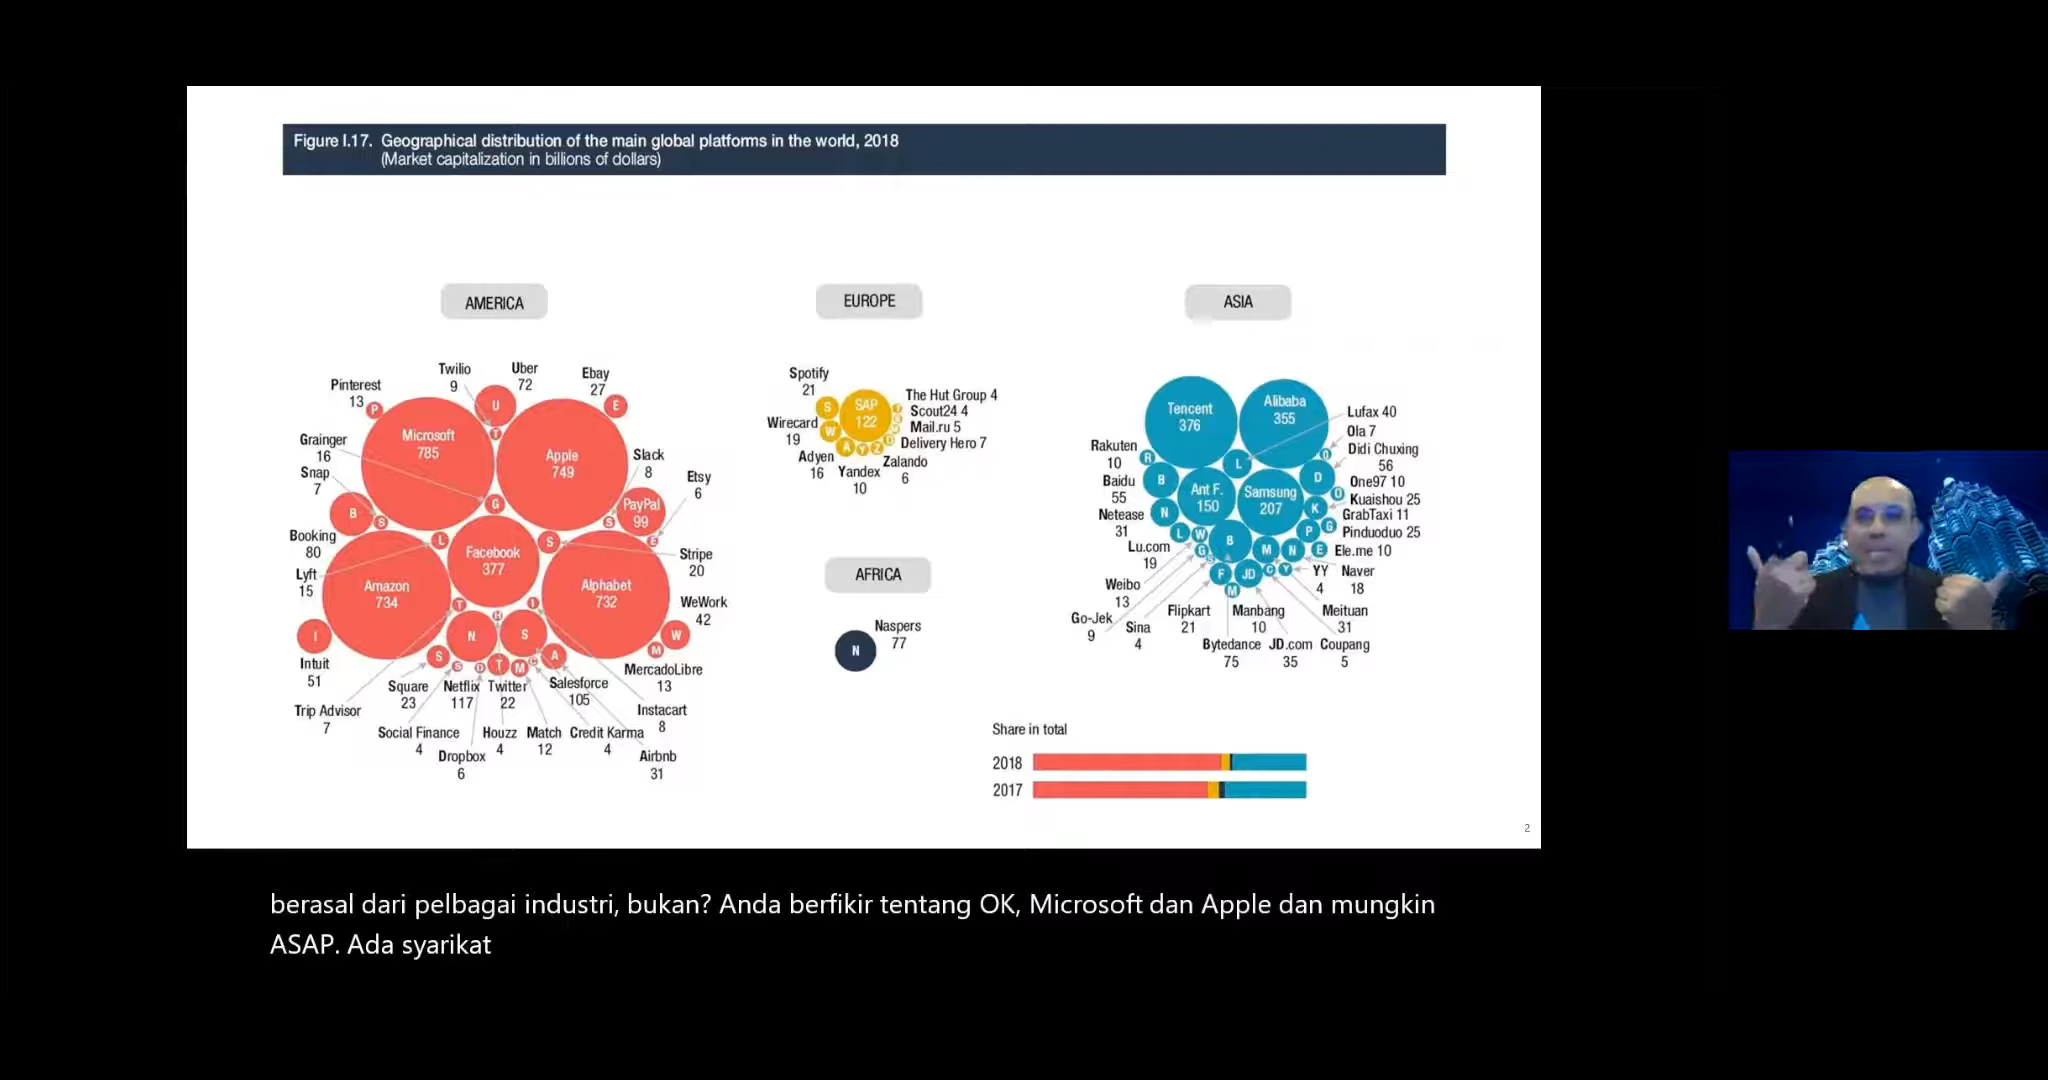 Figure I.17. Geographical distribution of the main global platforms in the world, 2018
(Market capitalization in billions of dollars)
AMERICA
Pinterest
13
P
Twilio
9
Uber
72
U
T
Ebay
27
E
Microsoft
785
Apple
749
Grainger
16
G
Snap
7
S
Slack
8
S
PayPal
99
Etsy
6
E
B
Booking
80
L
Lyft
15
Facebook
377
S
Stripe
20
Amazon
734
Alphabet
732
WeWork
42
W
M
MercadoLibre
13
I
Intuit
51
T
H
I
N
S
S
S
D
T
M
C
A
Square
23
Netflix
117
Twitter
22
Salesforce
105
Instacart
8
Trip Advisor
7
Social Finance
4
Houzz
4
Match
12
Credit Karma
4
Dropbox
6
Airbnb
31
EUROPE
Spotify
21
S
SAP
122
The Hut Group 4
Scout24 4
Mail.ru 5
Delivery Hero 7
Wirecard
19
W
A
Y
Z
D
Adyen
16
Yandex
10
Zalando
6
AFRICA
N
Naspers
77
ASIA
Tencent
376
Alibaba
355
Lufax 40
Ola 7
Didi Chuxing
56
One97 10
Kuaishou 25
GrabTaxi 11
Pinduoduo 25
Ele.me 10
Rakuten
10
R
L
O
Baidu
55
B
Ant F.
150
Samsung
207
D
O
K
Netease
31
N
L
W
G
S
B
M
N
P
G
E
Lu.com
19
F
JD
C
Y
M
YY
4
Naver
18
Weibo
13
Go-Jek
9
Sina
4
Flipkart
21
Manbang
10
Meituan
31
Bytedance
75
JD.com
35
Coupang
5
Share in total
2018
2017
2
berasal dari pelbagai industri, bukan? Anda berfikir tentang OK, Microsoft dan Apple dan mungkin
ASAP. Ada syarikat